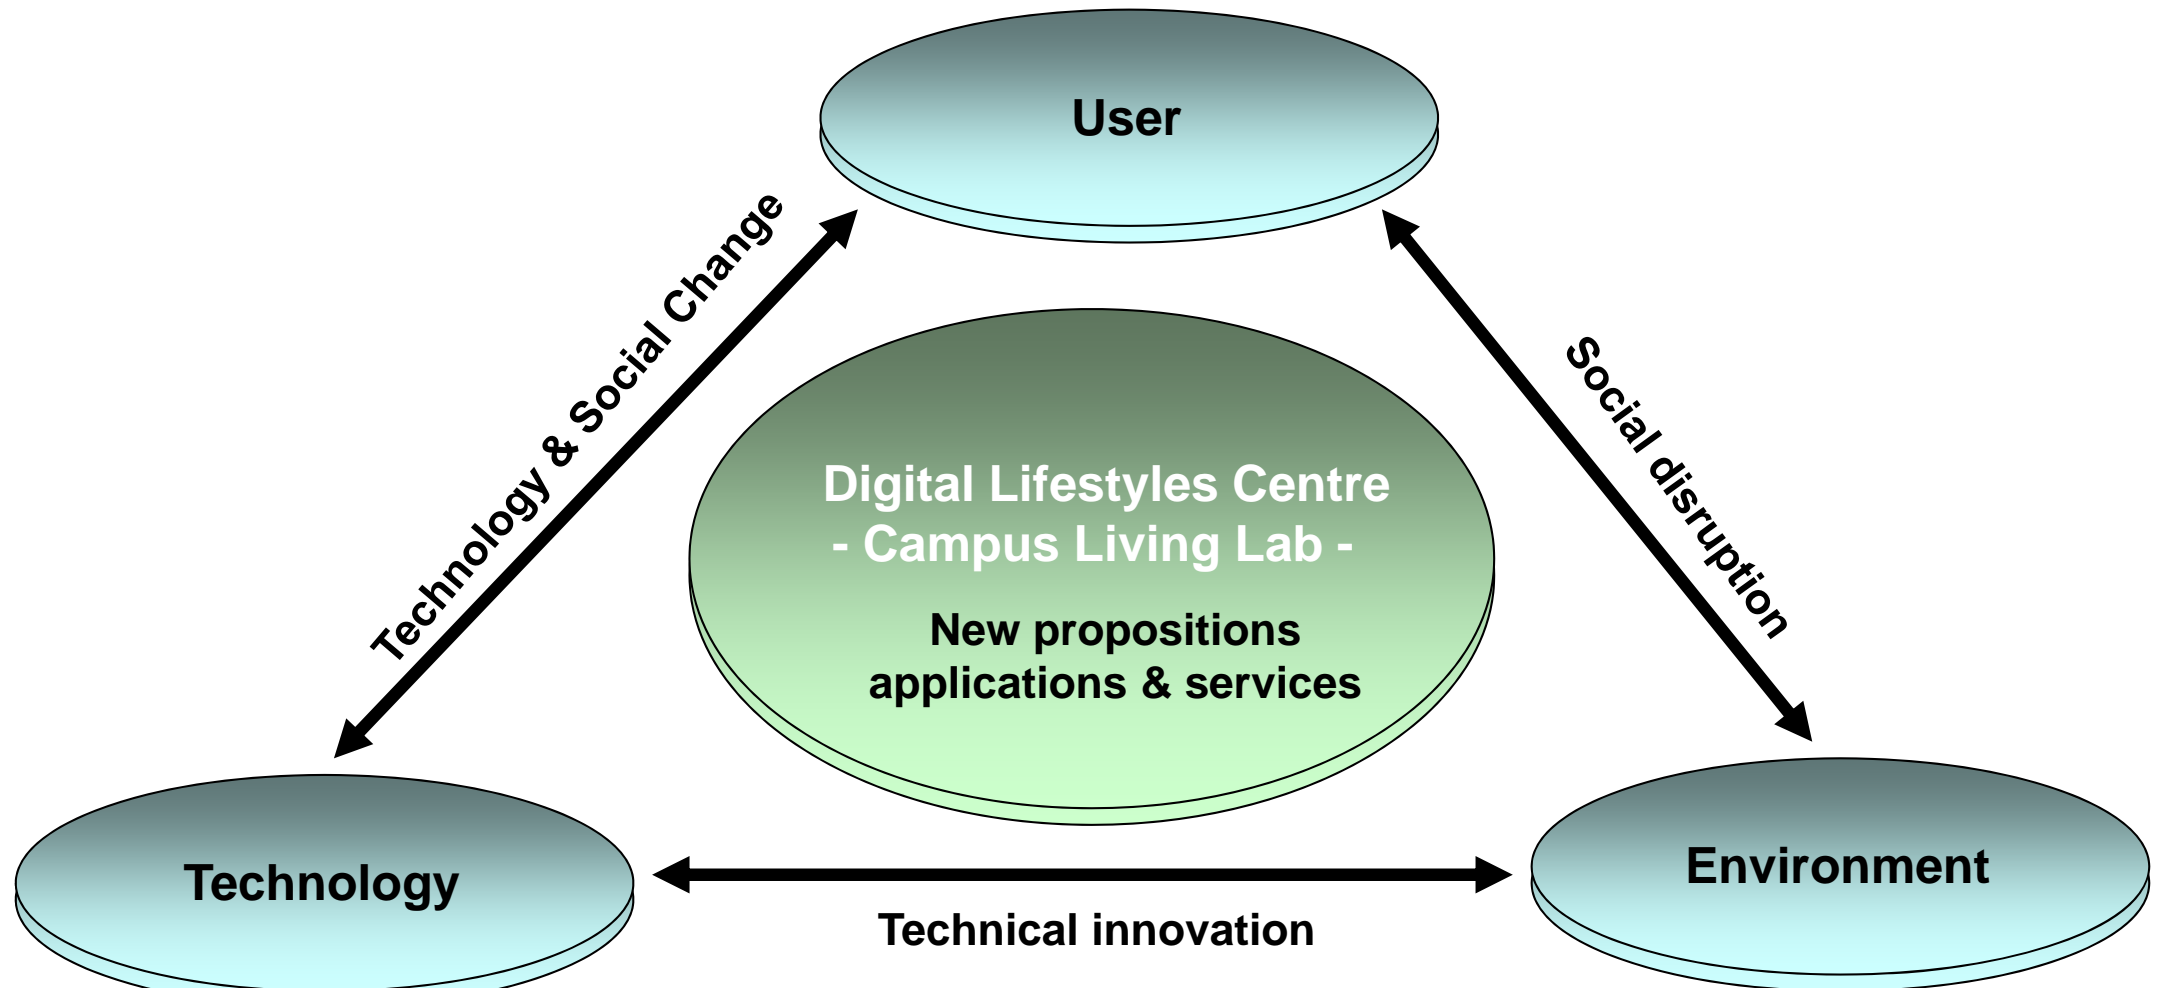 User
Technology & Social Change
Social disruption
Digital Lifestyles Centre
- Campus Living Lab -
New propositions
applications & services
Technology
Environment
Technical innovation